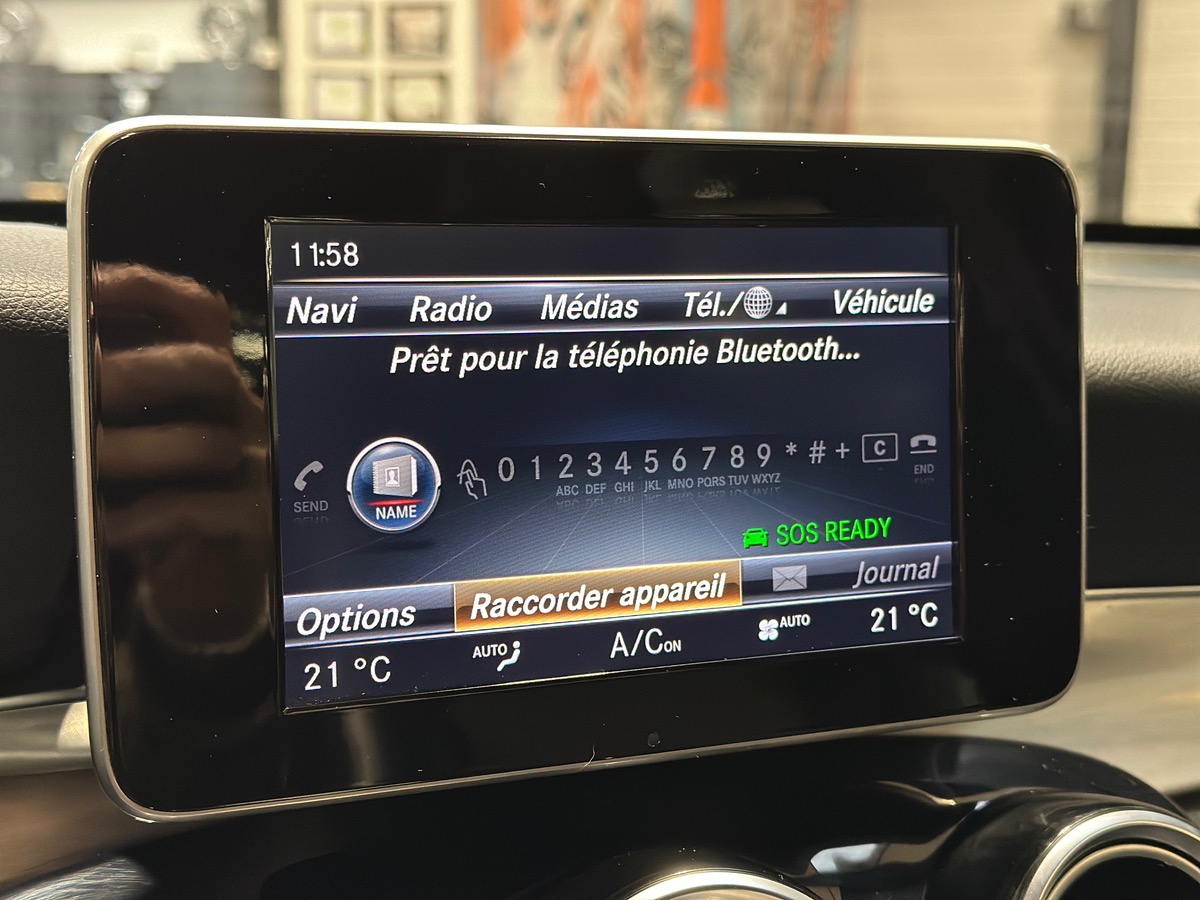 11:58
Navi Radio Médias Tél./ Véhicule
Prêt pour la téléphonie Bluetooth...
SEND NAME 0 1 2 3 4 5 6 7 8 9 * # + C END
ABC DEF GHI JKL MNO PQRS TUV WXYZ
SOS READY
Options Raccorder appareil Journal
21 °C AUTO A/C ON AUTO 21 °C